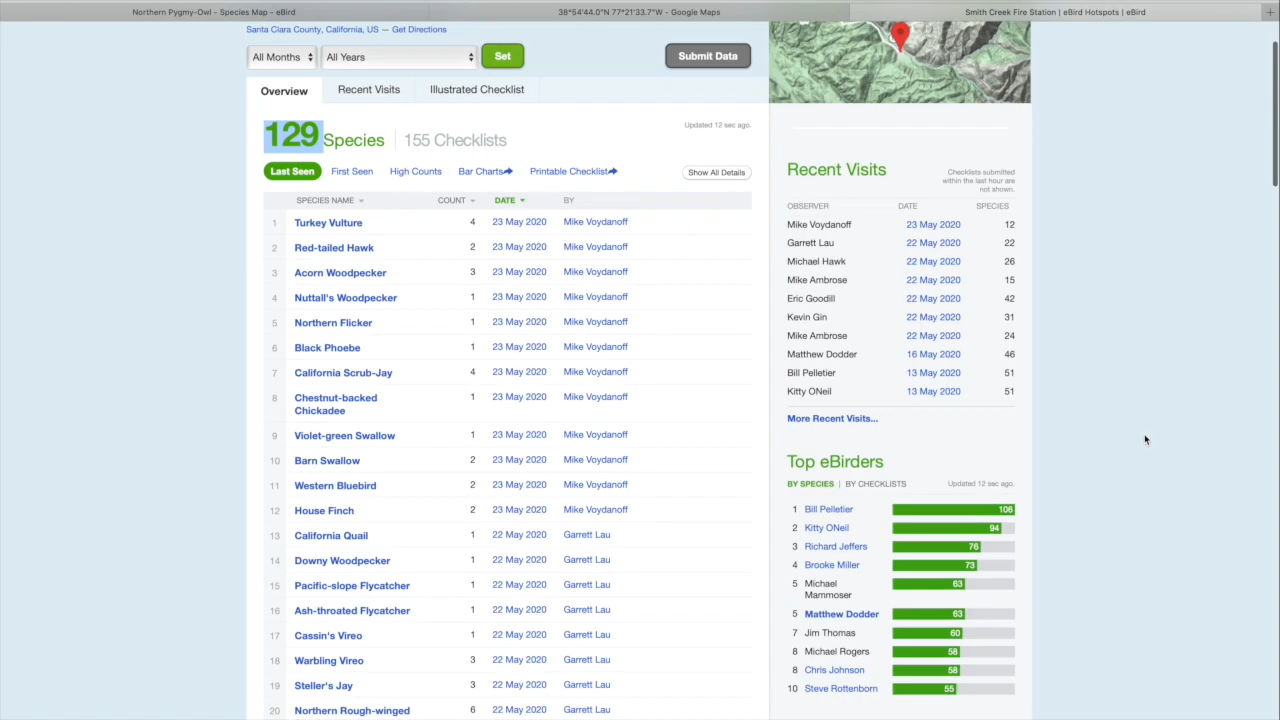 Northern Pygmy-Owl - Species Map - eBird
38°54'44.0"N 77°21'33.7"W - Google Maps
Smith Creek Fire Station | eBird Hotspots | eBird
Santa Clara County, California, US — Get Directions
All Months
All Years
Set
Submit Data
Overview
Recent Visits
Illustrated Checklist
129 Species
155 Checklists
Updated 12 sec ago.
Last Seen
First Seen
High Counts
Bar Charts
Printable Checklist
Show All Details
SPECIES NAME COUNT DATE BY
1 Turkey Vulture 4 23 May 2020 Mike Voydanoff
2 Red-tailed Hawk 2 23 May 2020 Mike Voydanoff
3 Acorn Woodpecker 3 23 May 2020 Mike Voydanoff
4 Nuttall's Woodpecker 1 23 May 2020 Mike Voydanoff
5 Northern Flicker 1 23 May 2020 Mike Voydanoff
6 Black Phoebe 1 23 May 2020 Mike Voydanoff
7 California Scrub-Jay 4 23 May 2020 Mike Voydanoff
8 Chestnut-backed 1 23 May 2020 Mike Voydanoff
Chickadee
9 Violet-green Swallow 1 23 May 2020 Mike Voydanoff
10 Barn Swallow 2 23 May 2020 Mike Voydanoff
11 Western Bluebird 2 23 May 2020 Mike Voydanoff
12 House Finch 2 23 May 2020 Mike Voydanoff
13 California Quail 1 22 May 2020 Garrett Lau
14 Downy Woodpecker 1 22 May 2020 Garrett Lau
15 Pacific-slope Flycatcher 1 22 May 2020 Garrett Lau
16 Ash-throated Flycatcher 1 22 May 2020 Garrett Lau
17 Cassin's Vireo 1 22 May 2020 Garrett Lau
18 Warbling Vireo 3 22 May 2020 Garrett Lau
19 Steller's Jay 3 22 May 2020 Garrett Lau
20 Northern Rough-winged 6 22 May 2020 Garrett Lau
Recent Visits
Checklists submitted
within the last hour are
not shown.
OBSERVER DATE SPECIES
Mike Voydanoff 23 May 2020 12
Garrett Lau 22 May 2020 22
Michael Hawk 22 May 2020 26
Mike Ambrose 22 May 2020 15
Eric Goodill 22 May 2020 42
Kevin Gin 22 May 2020 31
Mike Ambrose 22 May 2020 24
Matthew Dodder 16 May 2020 46
Bill Pelletier 13 May 2020 51
Kitty ONeil 13 May 2020 51
More Recent Visits...
Top eBirders
BY SPECIES | BY CHECKLISTS
Updated 12 sec ago.
1 Bill Pelletier 106
2 Kitty ONeil 94
3 Richard Jeffers 76
4 Brooke Miller 73
5 Michael 63
Mammoser
5 Matthew Dodder 63
7 Jim Thomas 60
8 Michael Rogers 58
8 Chris Johnson 58
10 Steve Rottenborn 55